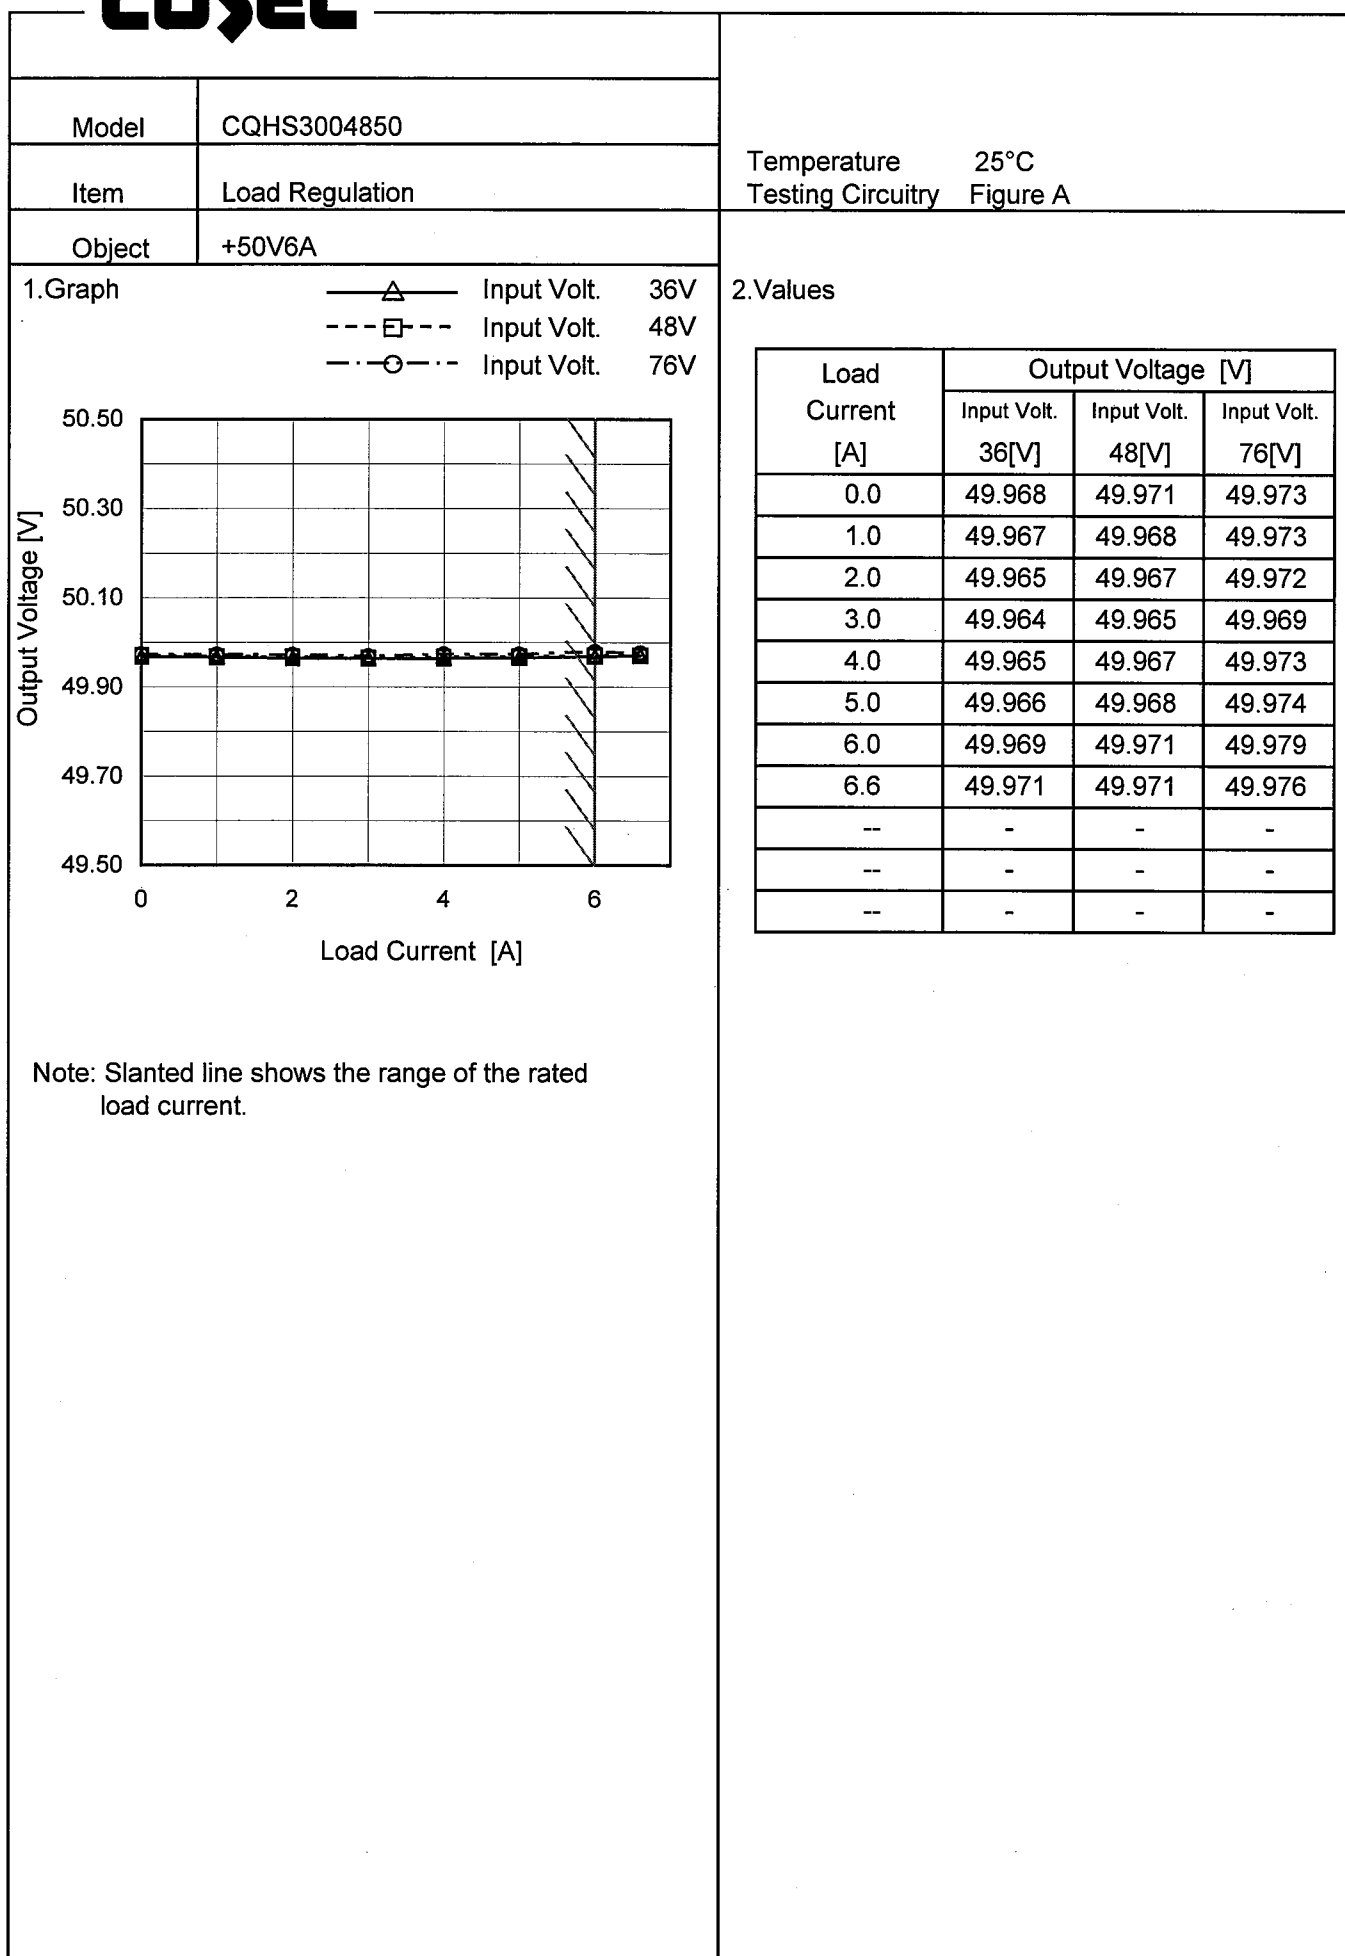 COSEL
Model CQHS3004850
Item Load Regulation
Object +50V6A
Temperature 25°C
Testing Circuitry Figure A
1.Graph
Input Volt. 36V
Input Volt. 48V
Input Volt. 76V
Output Voltage [V]
50.50
50.30
50.10
49.90
49.70
49.50
0 2 4 6
Load Current [A]
Note: Slanted line shows the range of the rated
load current.
2.Values
Load Output Voltage [V]
Current Input Volt. Input Volt. Input Volt.
[A] 36[V] 48[V] 76[V]
0.0 49.968 49.971 49.973
1.0 49.967 49.968 49.973
2.0 49.965 49.967 49.972
3.0 49.964 49.965 49.969
4.0 49.965 49.967 49.973
5.0 49.966 49.968 49.974
6.0 49.969 49.971 49.979
6.6 49.971 49.971 49.976
-- - - -
-- - - -
-- - - -